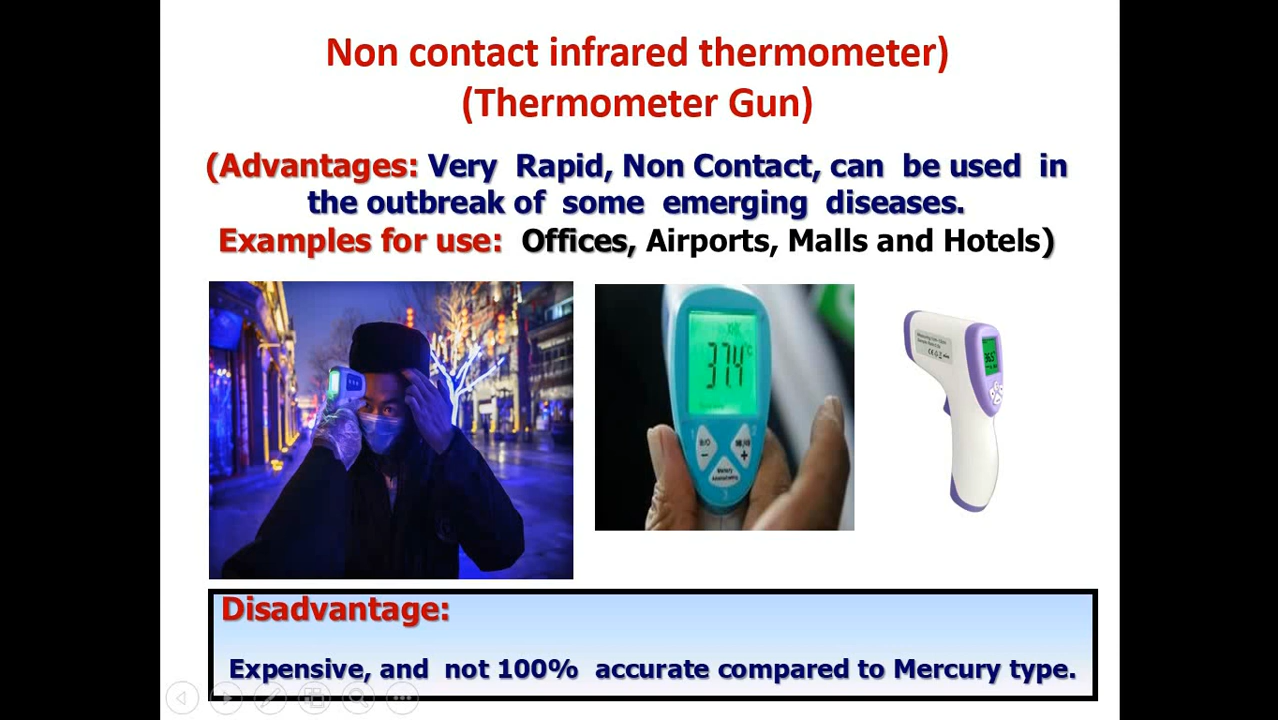 Non contact infrared thermometer)
(Thermometer Gun)
(Advantages: Very Rapid, Non Contact, can be used in
the outbreak of some emerging diseases.
Examples for use: Offices, Airports, Malls and Hotels)
37.4
Disadvantage:
Expensive, and not 100% accurate compared to Mercury type.